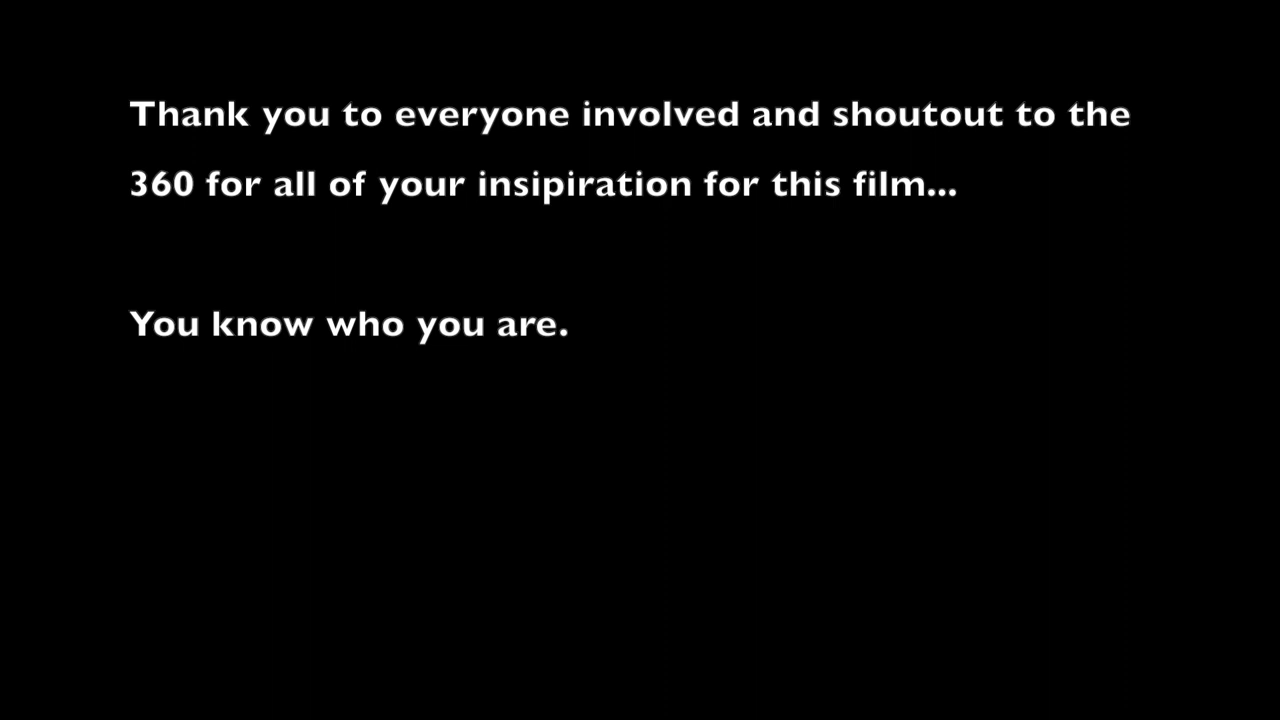 Thank you to everyone involved and shoutout to the
360 for all of your insipiration for this film...
You know who you are.